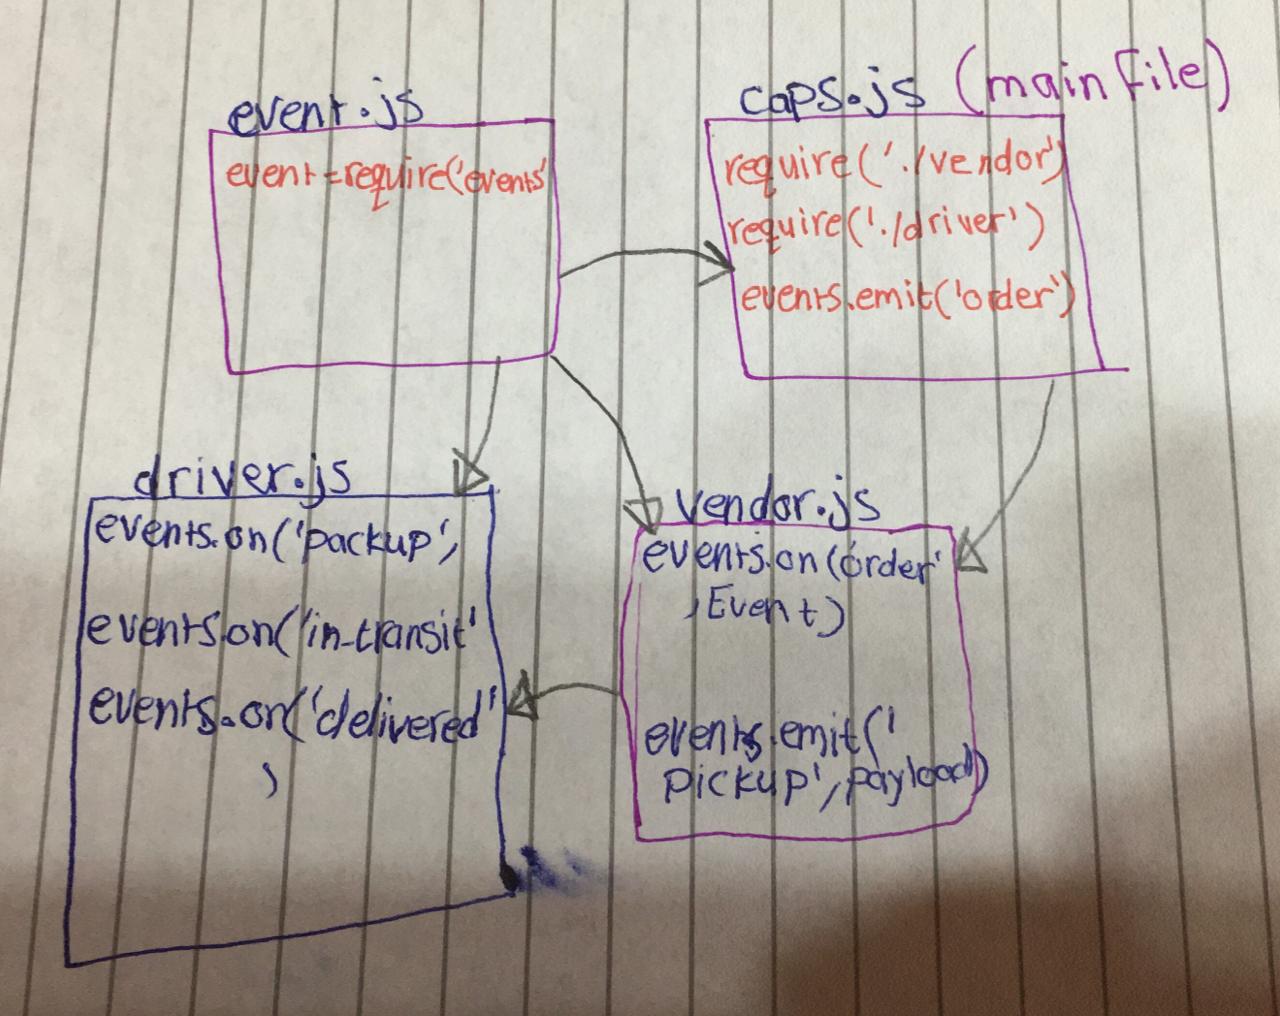 event.js
event=require('events'
caps.js (main file)
require('./vendor')
require('./driver')
events.emit('order')
driver.js
events.on('packup',
events.on('in-transit'
events.on('delivered'
,
vendor.js
events.on(order'
,Event)
events.emit('
pickup',payload)